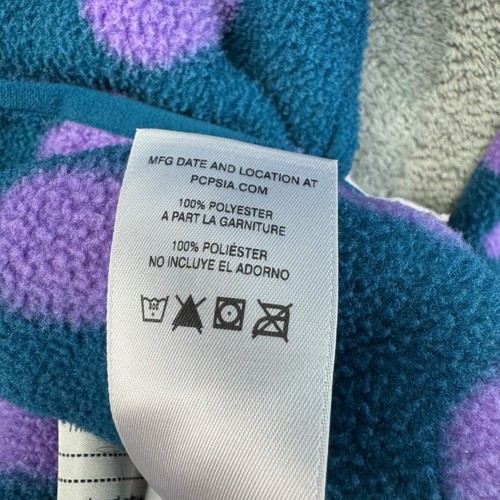 MFG DATE AND LOCATION AT
PCPSIA.COM
100% POLYESTER
A PART LA GARNITURE
100% POLIÉSTER
NO INCLUYE EL ADORNO